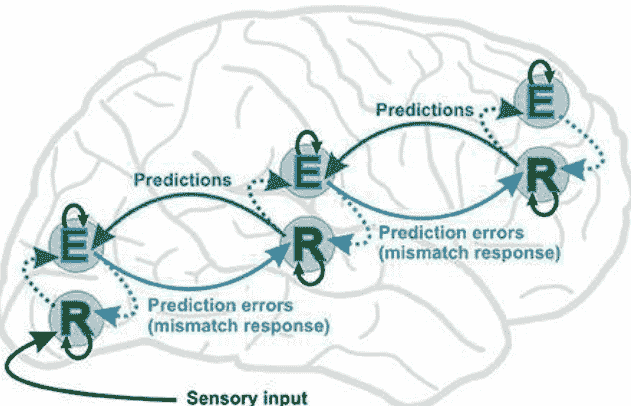 E
Predictions
E
R
Predictions
Prediction errors
(mismatch response)
E
R
Prediction errors
(mismatch response)
R
Sensory input